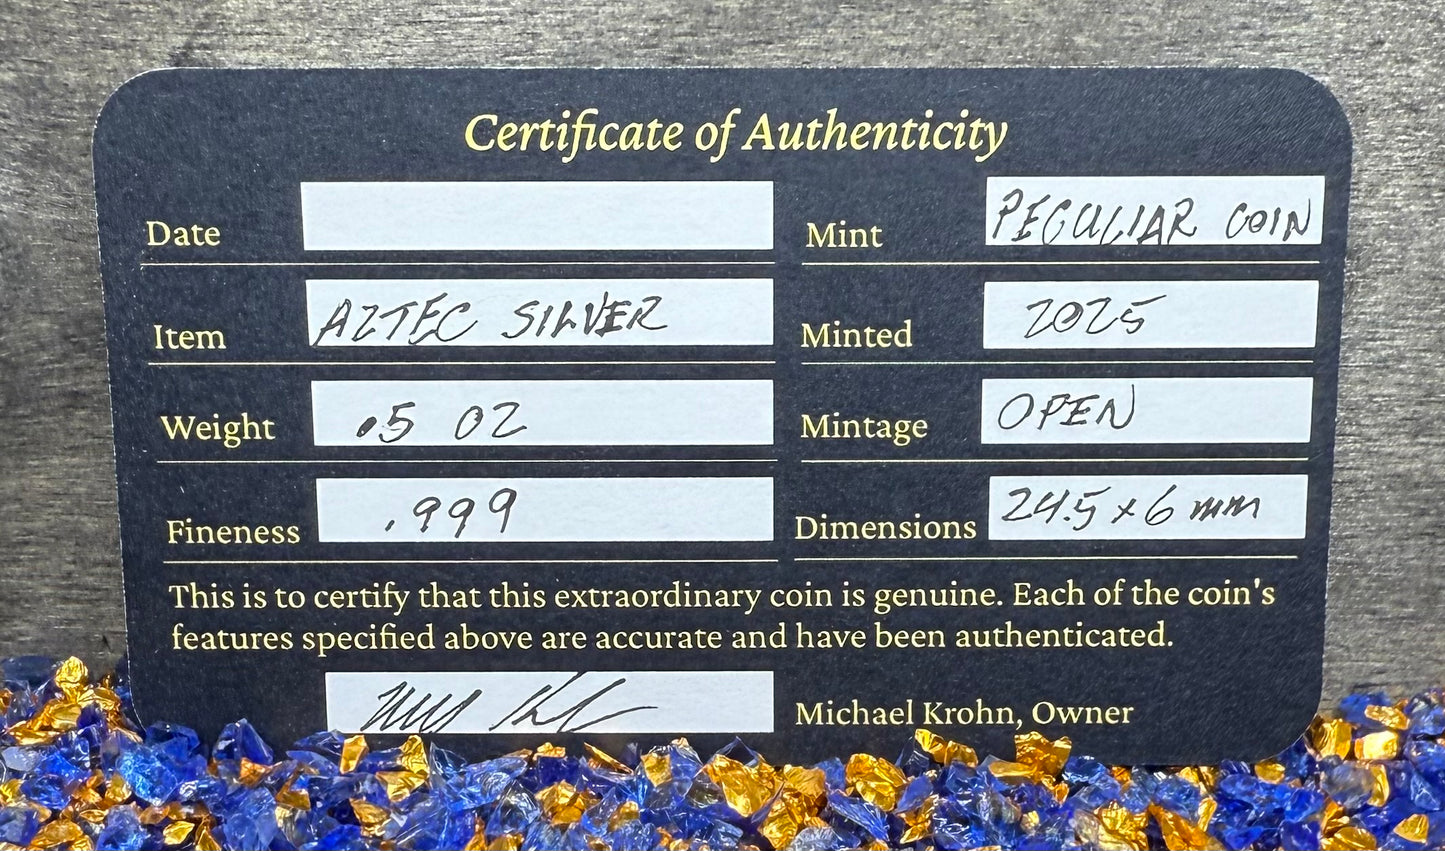 Certificate of Authenticity
Date
Mint PECULIAR COIN
Item AZTEC SILVER
Minted 2025
Weight .5 OZ
Mintage OPEN
Fineness .999
Dimensions 24.5 x 6 mm
This is to certify that this extraordinary coin is genuine. Each of the coin's
features specified above are accurate and have been authenticated.
Michael Krohn, Owner